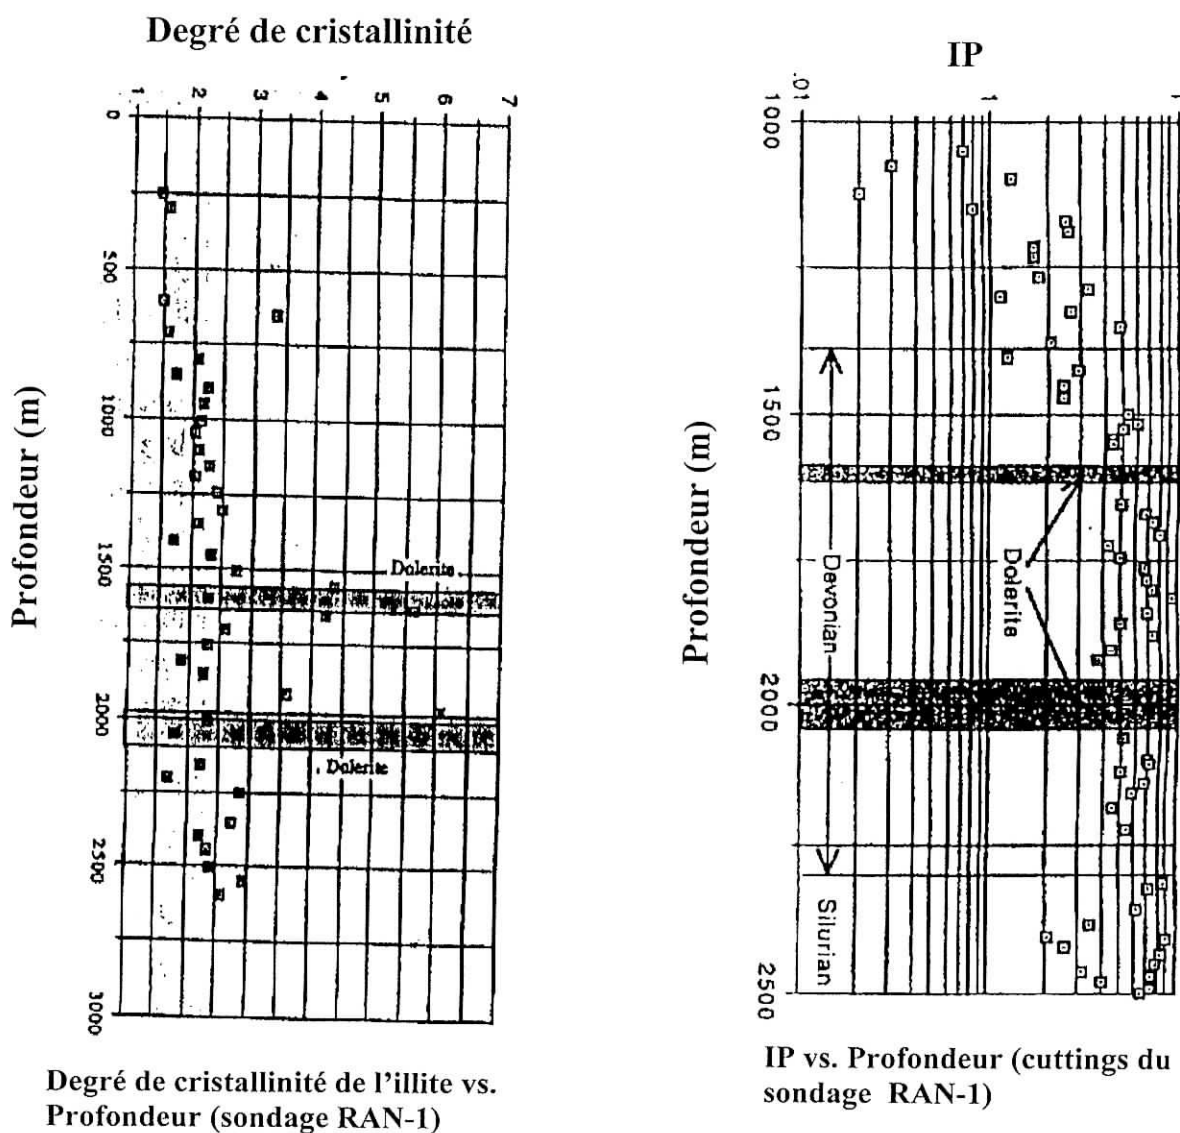 Degré de cristallinité
1 2 3 4 5 6 7
Profondeur (m)
0
500
1000
1500
2000
2500
3000
Dolerite
Dolerite
Degré de cristallinité de l'illite vs.
Profondeur (sondage RAN-1)
IP
.01 .1 1
Profondeur (m)
1000
1500
2000
2500
Devonian
Dolerite
Silurian
IP vs. Profondeur (cuttings du
sondage RAN-1)